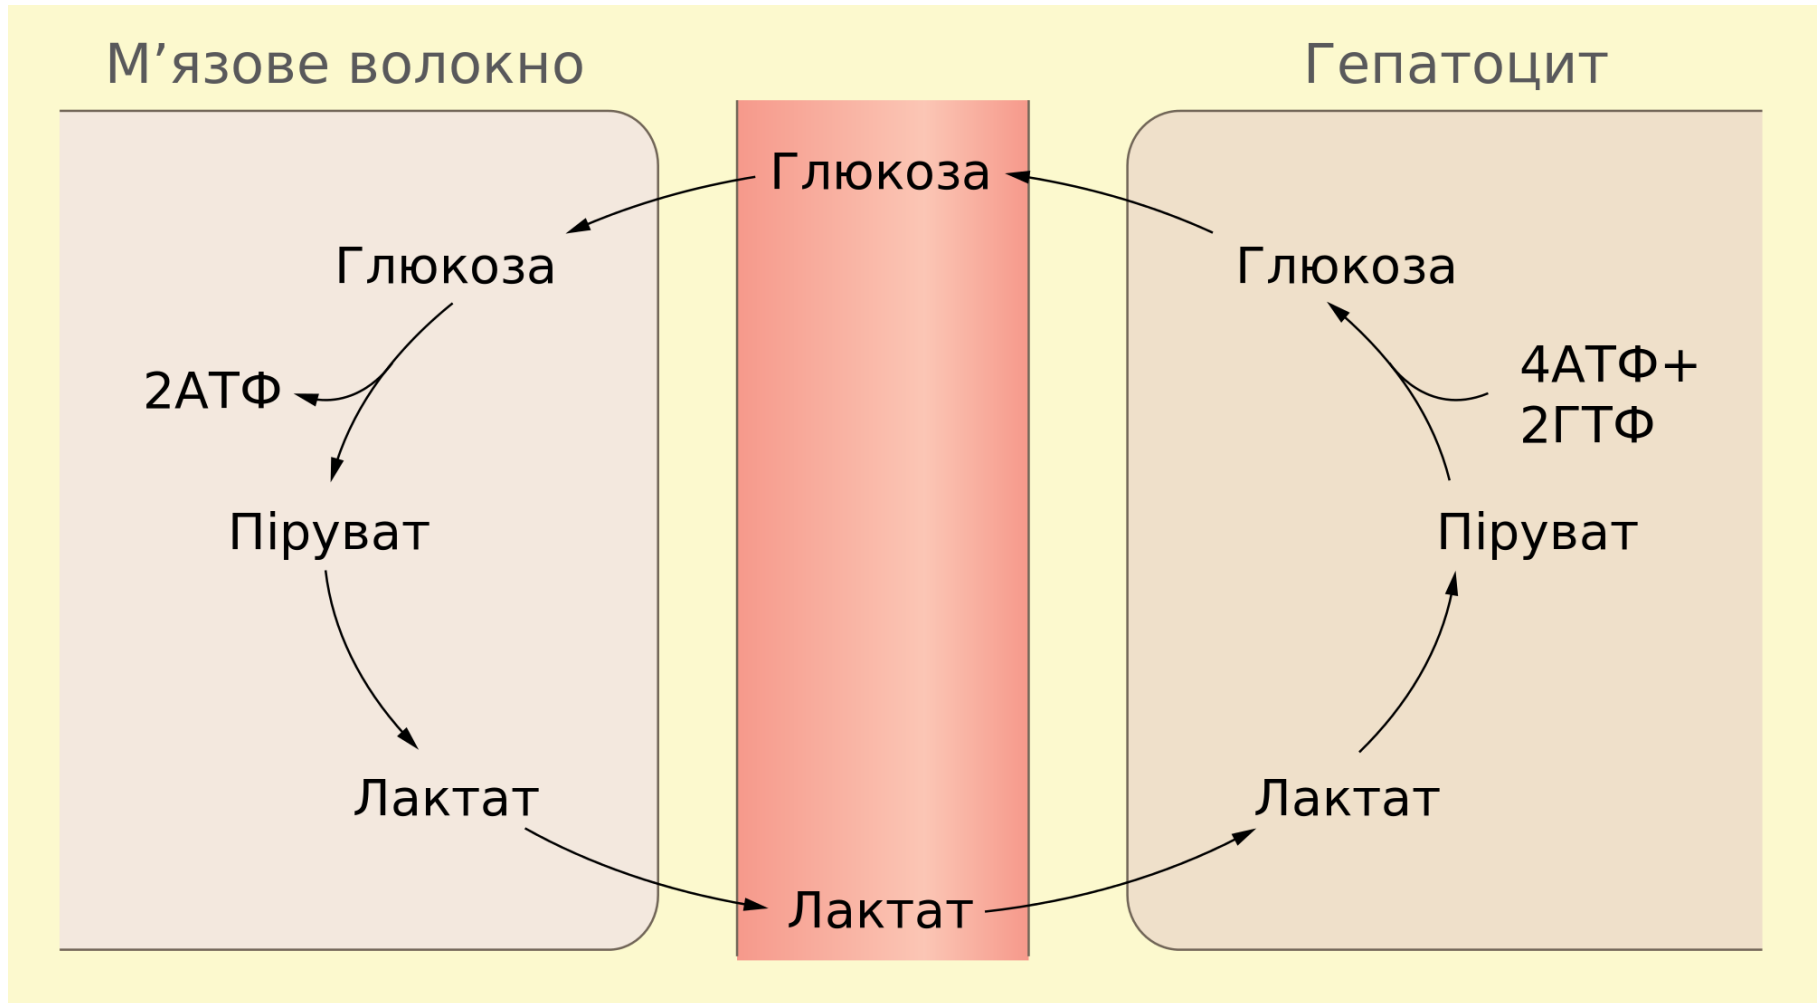 М’язове волокно
Гепатоцит
Глюкоза
Глюкоза
Глюкоза
2АТФ
4АТФ+
2ГТФ
Піруват
Піруват
Лактат
Лактат
Лактат